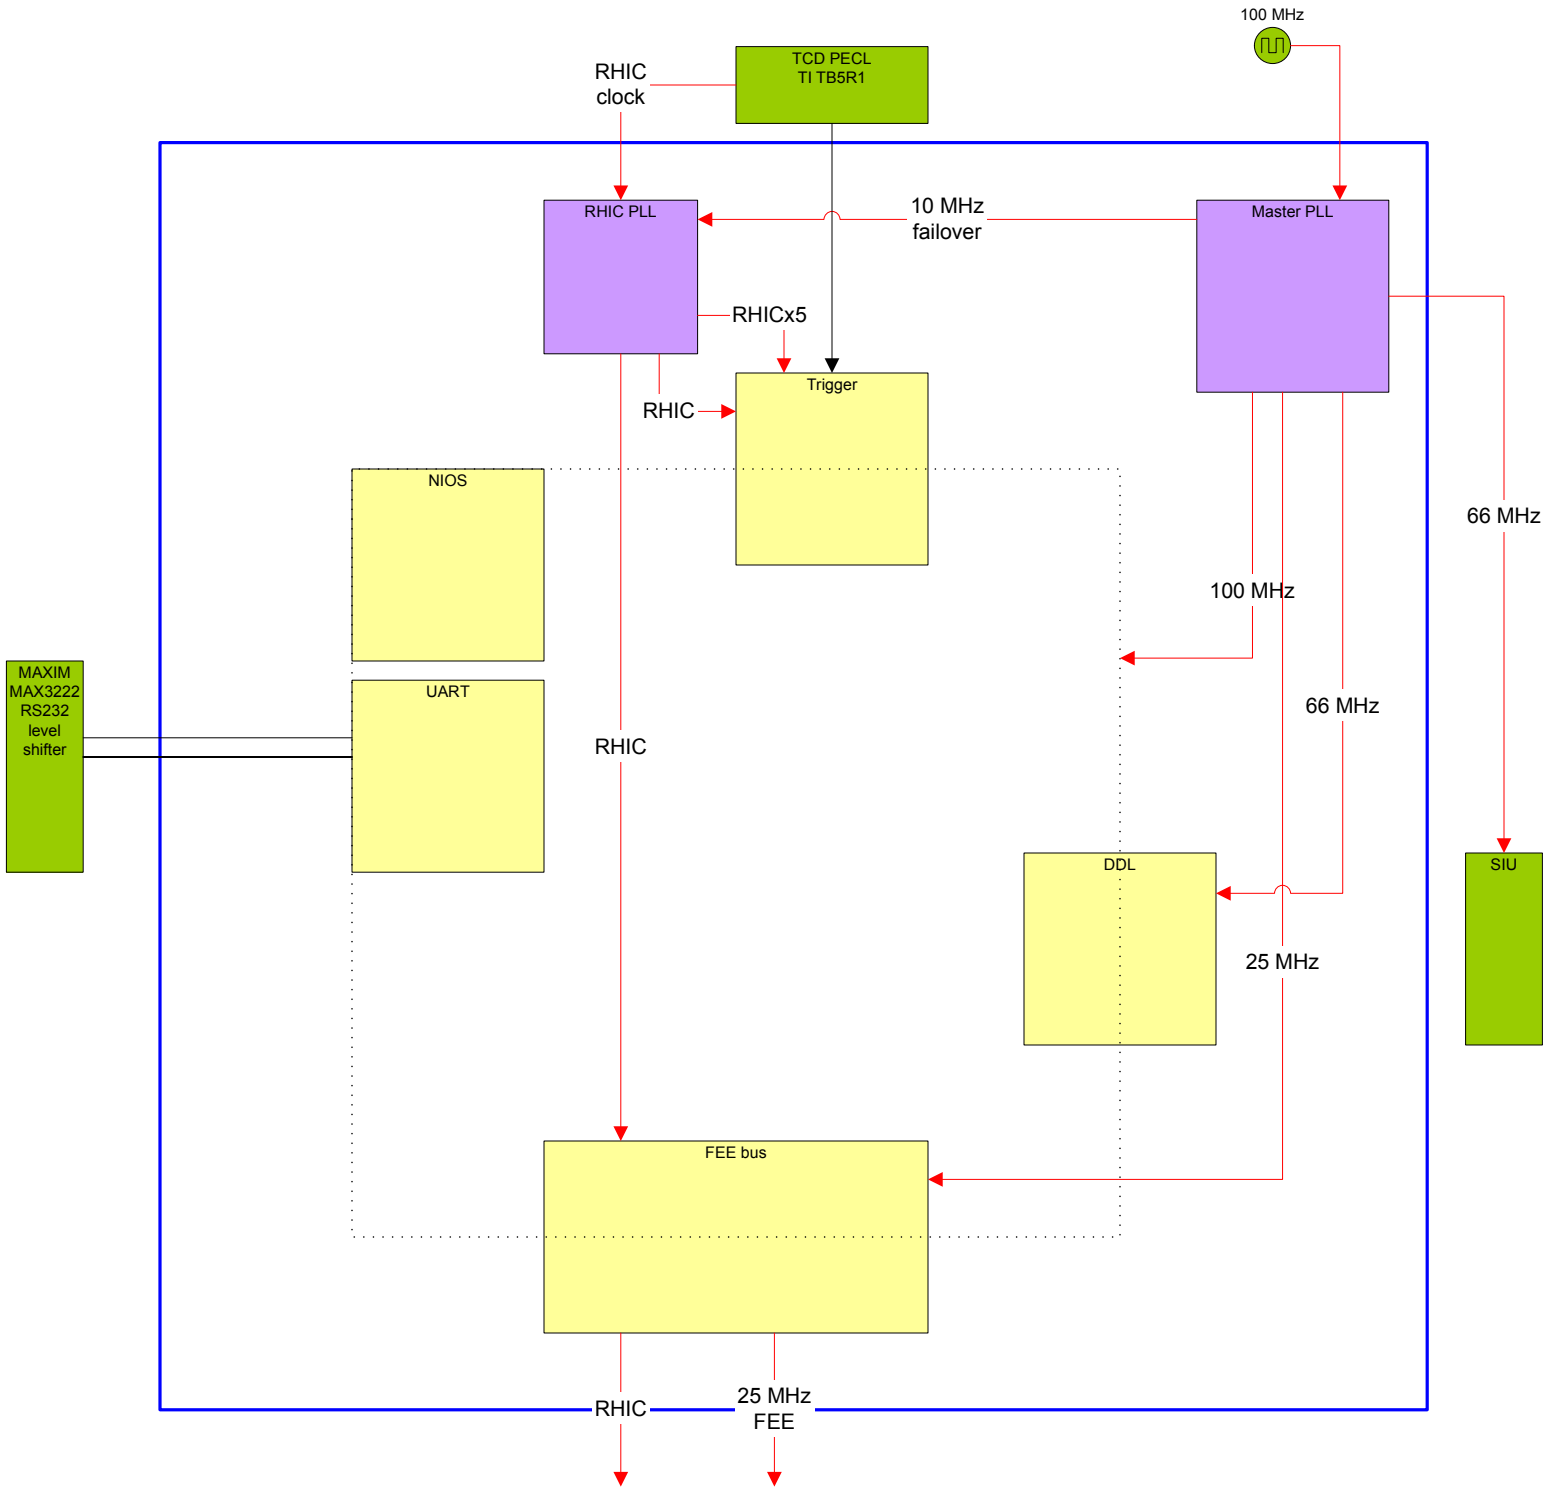 100 MHz
TCD PECL
TI TB5R1
RHIC
clock
RHIC PLL
10 MHz
failover
Master PLL
RHICx5
Trigger
RHIC
NIOS
66 MHz
100 MHz
MAXIM
MAX3222
RS232
level
shifter
UART
66 MHz
RHIC
DDL
SIU
25 MHz
FEE bus
RHIC
25 MHz
FEE